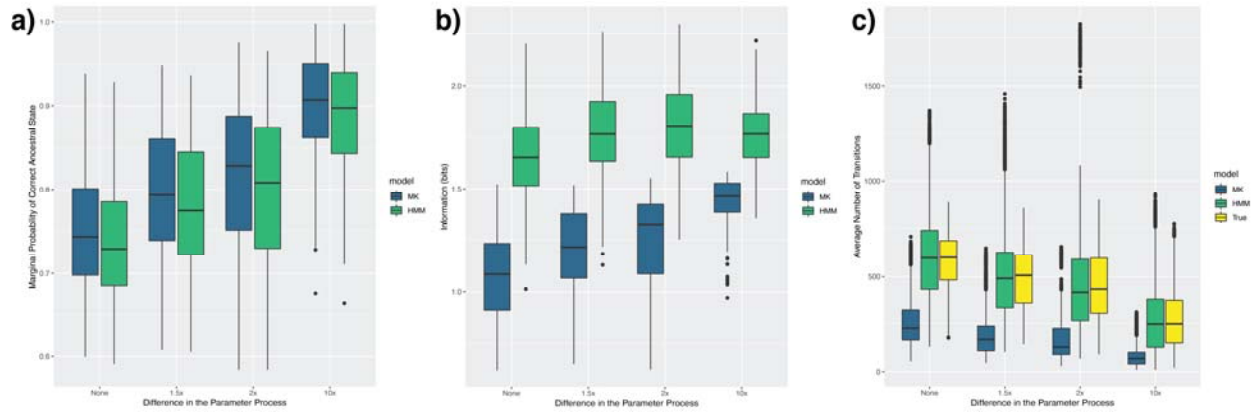 a)
Marginal Probability of Correct Ancestral State
1.0
0.9
0.8
0.7
0.6
None
1.5x
2x
10x
Difference in the Parameter Process
model
MK
HMM
b)
Information (bits)
2.0
1.5
1.0
None
1.5x
2x
10x
Difference in the Parameter Process
model
MK
HMM
c)
Average Number of Transitions
1500
1000
500
0
None
1.5x
2x
10x
Difference in the Parameter Process
model
MK
HMM
True